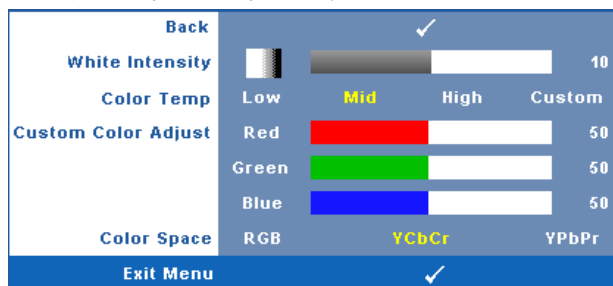 Back
White Intensity 10
Color Temp Low Mid High Custom
Custom Color Adjust Red 50
Green 50
Blue 50
Color Space RGB YCbCr YPbPr
Exit Menu